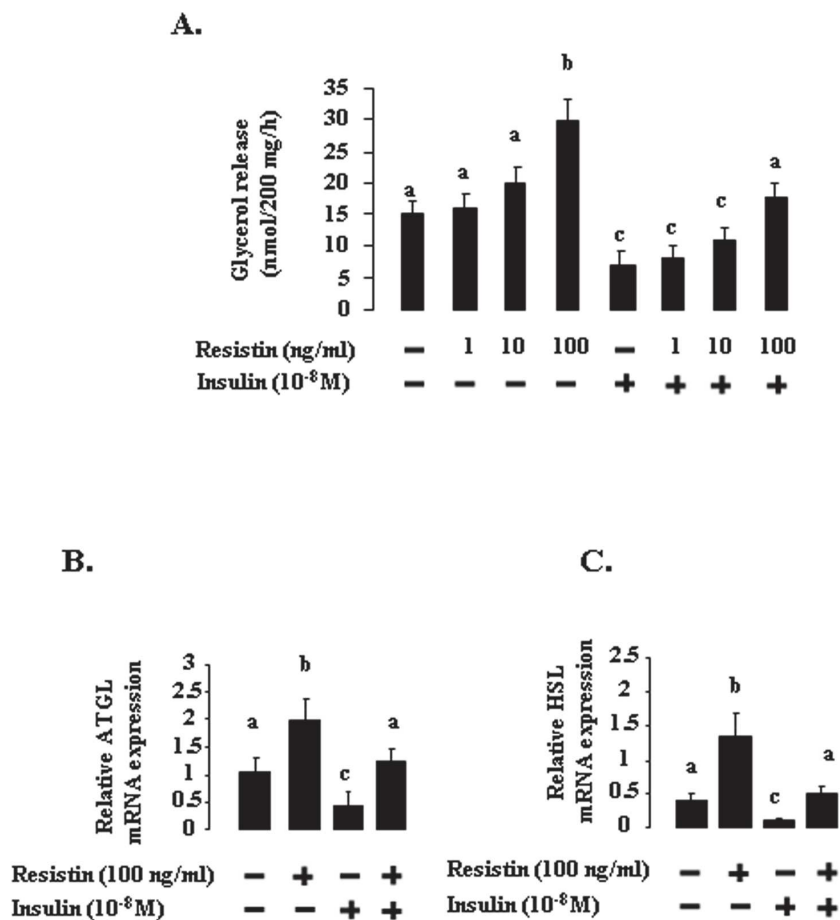 A.
b
a
a
a
a
c
c
c
35
30
25
20
15
10
5
0
Glycerol release
(nmol/200 mg/h)
Resistin (ng/ml) − 1 10 100 − 1 10 100
Insulin (10⁻⁸M) − − − − + + + +
B.
3
2.5
2
1.5
1
0.5
0
Relative ATGL
mRNA expression
a b c a
Resistin (100 ng/ml) − + − +
Insulin (10⁻⁸M) − − + +
C.
2.5
2
1.5
1
0.5
0
Relative HSL
mRNA expression
a b c a
Resistin (100 ng/ml) − + − +
Insulin (10⁻⁸M) − − + +